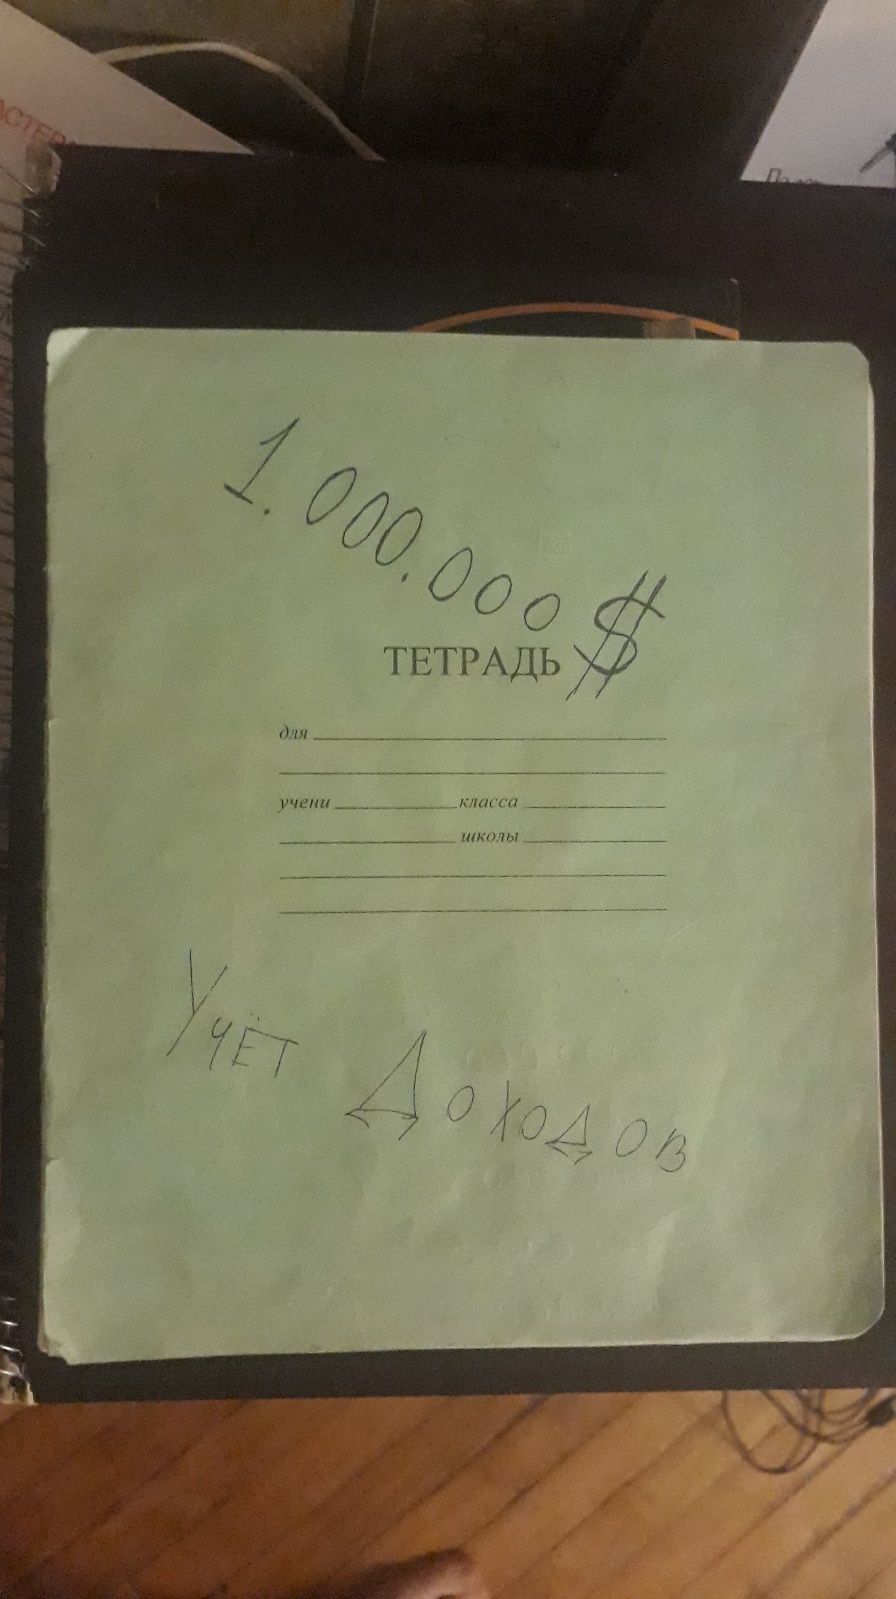 1.000.000$
ТЕТРАДЬ
для
учени класса
школы
Учёт Доходов